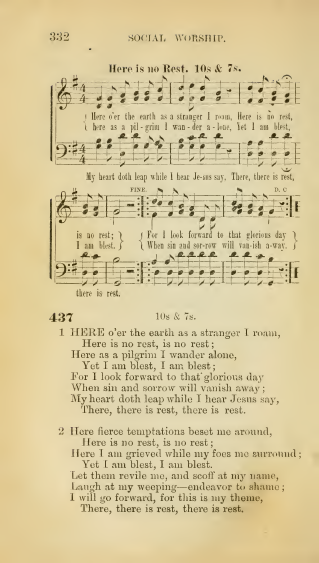 332 SOCIAL WORSHIP.
Here is no Rest. 10s & 7s.
Here o'er the earth as a stranger I roam, Here is no rest,
here as a pil-grim I wan-der a-lone, Yet I am blest,
My heart doth leap while I hear Je-sus say, There, there is rest,
FINE. D. C
is no rest; For I look forward to that glorious day
I am blest. When sin and sor-row will van-ish a-way.
there is rest.
437 10s & 7s.
1 HERE o'er the earth as a stranger I roam,
Here is no rest, is no rest;
Here as a pilgrim I wander alone,
Yet I am blest, I am blest;
For I look forward to that glorious day
When sin and sorrow will vanish away;
My heart doth leap while I hear Jesus say,
There, there is rest, there is rest.
2 Here fierce temptations beset me around,
Here is no rest, is no rest;
Here I am grieved while my foes me surround;
Yet I am blest, I am blest.
Let them revile me, and scoff at my name,
Laugh at my weeping—endeavor to shame;
I will go forward, for this is my theme,
There, there is rest, there is rest.